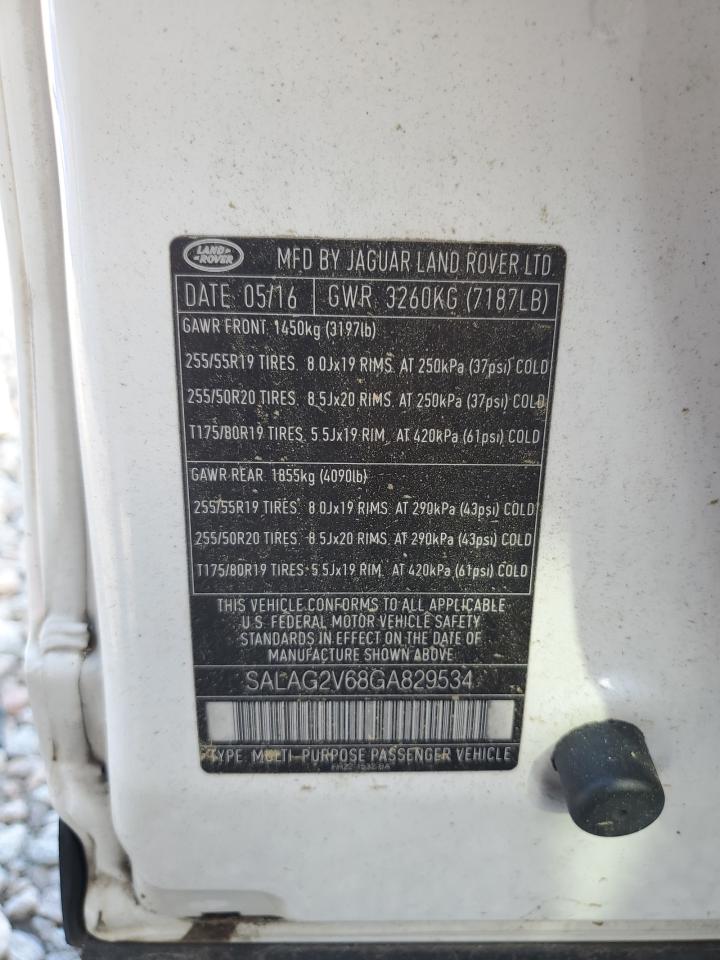 LAND ROVER
MFD BY JAGUAR LAND ROVER LTD
DATE 05/16 GWR 3260KG (7187LB)
GAWR FRONT 1450kg (3197lb)
255/55R19 TIRES. 8.0Jx19 RIMS. AT 250kPa (37psi) COLD
255/50R20 TIRES. 8.5Jx20 RIMS. AT 250kPa (37psi) COLD
T175/80R19 TIRES. 5.5Jx19 RIM. AT 420kPa (61psi) COLD
GAWR REAR 1855kg (4090lb)
255/55R19 TIRES. 8.0Jx19 RIMS. AT 290kPa (43psi) COLD
255/50R20 TIRES. 8.5Jx20 RIMS. AT 290kPa (43psi) COLD
T175/80R19 TIRES. 5.5Jx19 RIM. AT 420kPa (61psi) COLD
THIS VEHICLE CONFORMS TO ALL APPLICABLE
U.S. FEDERAL MOTOR VEHICLE SAFETY
STANDARDS IN EFFECT ON THE DATE OF
MANUFACTURE SHOWN ABOVE
SALAG2V68GA829534
TYPE: MULTI-PURPOSE PASSENGER VEHICLE